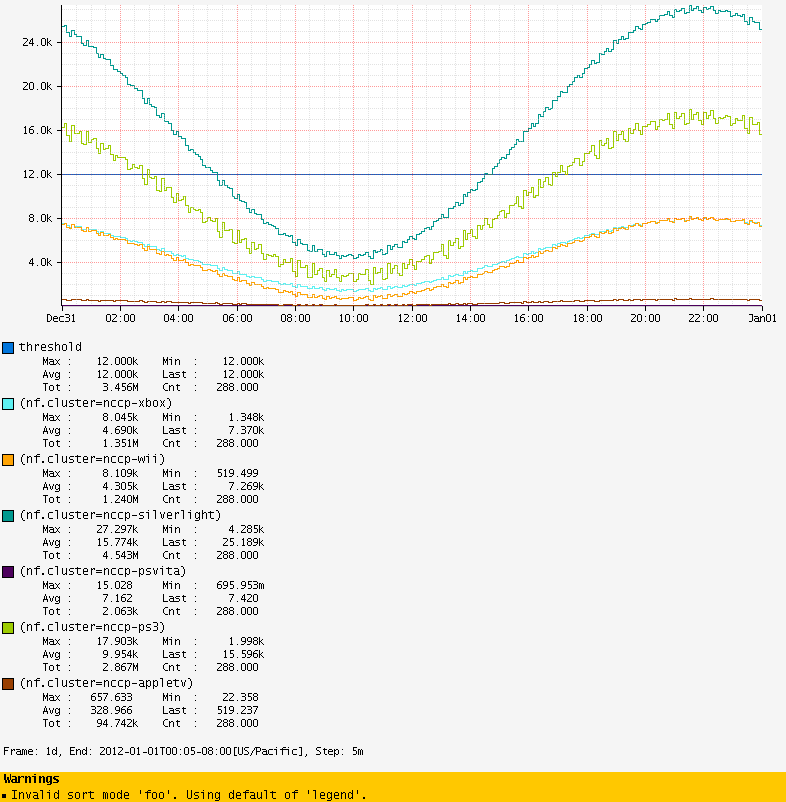 24.0k
20.0k
16.0k
12.0k
8.0k
4.0k
Dec31 02:00 04:00 06:00 08:00 10:00 12:00 14:00 16:00 18:00 20:00 22:00 Jan01
threshold
Max : 12.000k Min : 12.000k
Avg : 12.000k Last : 12.000k
Tot : 3.456M Cnt : 288.000
(nf.cluster=nccp-xbox)
Max : 8.045k Min : 1.348k
Avg : 4.690k Last : 7.370k
Tot : 1.351M Cnt : 288.000
(nf.cluster=nccp-wii)
Max : 8.109k Min : 519.499
Avg : 4.305k Last : 7.269k
Tot : 1.240M Cnt : 288.000
(nf.cluster=nccp-silverlight)
Max : 27.297k Min : 4.285k
Avg : 15.774k Last : 25.189k
Tot : 4.543M Cnt : 288.000
(nf.cluster=nccp-psvita)
Max : 15.028 Min : 695.953m
Avg : 7.162 Last : 7.420
Tot : 2.063k Cnt : 288.000
(nf.cluster=nccp-ps3)
Max : 17.903k Min : 1.998k
Avg : 9.954k Last : 15.596k
Tot : 2.867M Cnt : 288.000
(nf.cluster=nccp-appletv)
Max : 657.633 Min : 22.358
Avg : 328.966 Last : 519.237
Tot : 94.742k Cnt : 288.000
Frame: 1d, End: 2012-01-01T00:05-08:00[US/Pacific], Step: 5m
Warnings
▪ Invalid sort mode 'foo'. Using default of 'legend'.